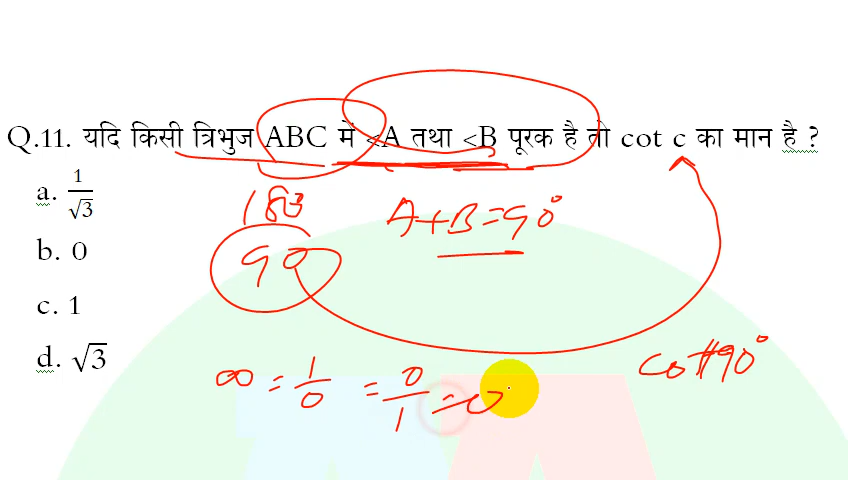 Q.11. यदि किसी त्रिभुज ABC में <A तथा <B पूरक है तो cot c का मान है ?
a. 1/√3
180
A+B=90°
b. 0
90
c. 1
d. √3
cot 90°
∞ = 1/0 = 0/1 = 0